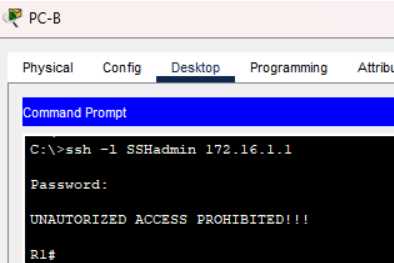 PC-B
Physical Config Desktop Programming Attribu
Command Prompt
C:\>ssh -l SSHadmin 172.16.1.1
Password:
UNAUTORIZED ACCESS PROHIBITED!!!
R1#